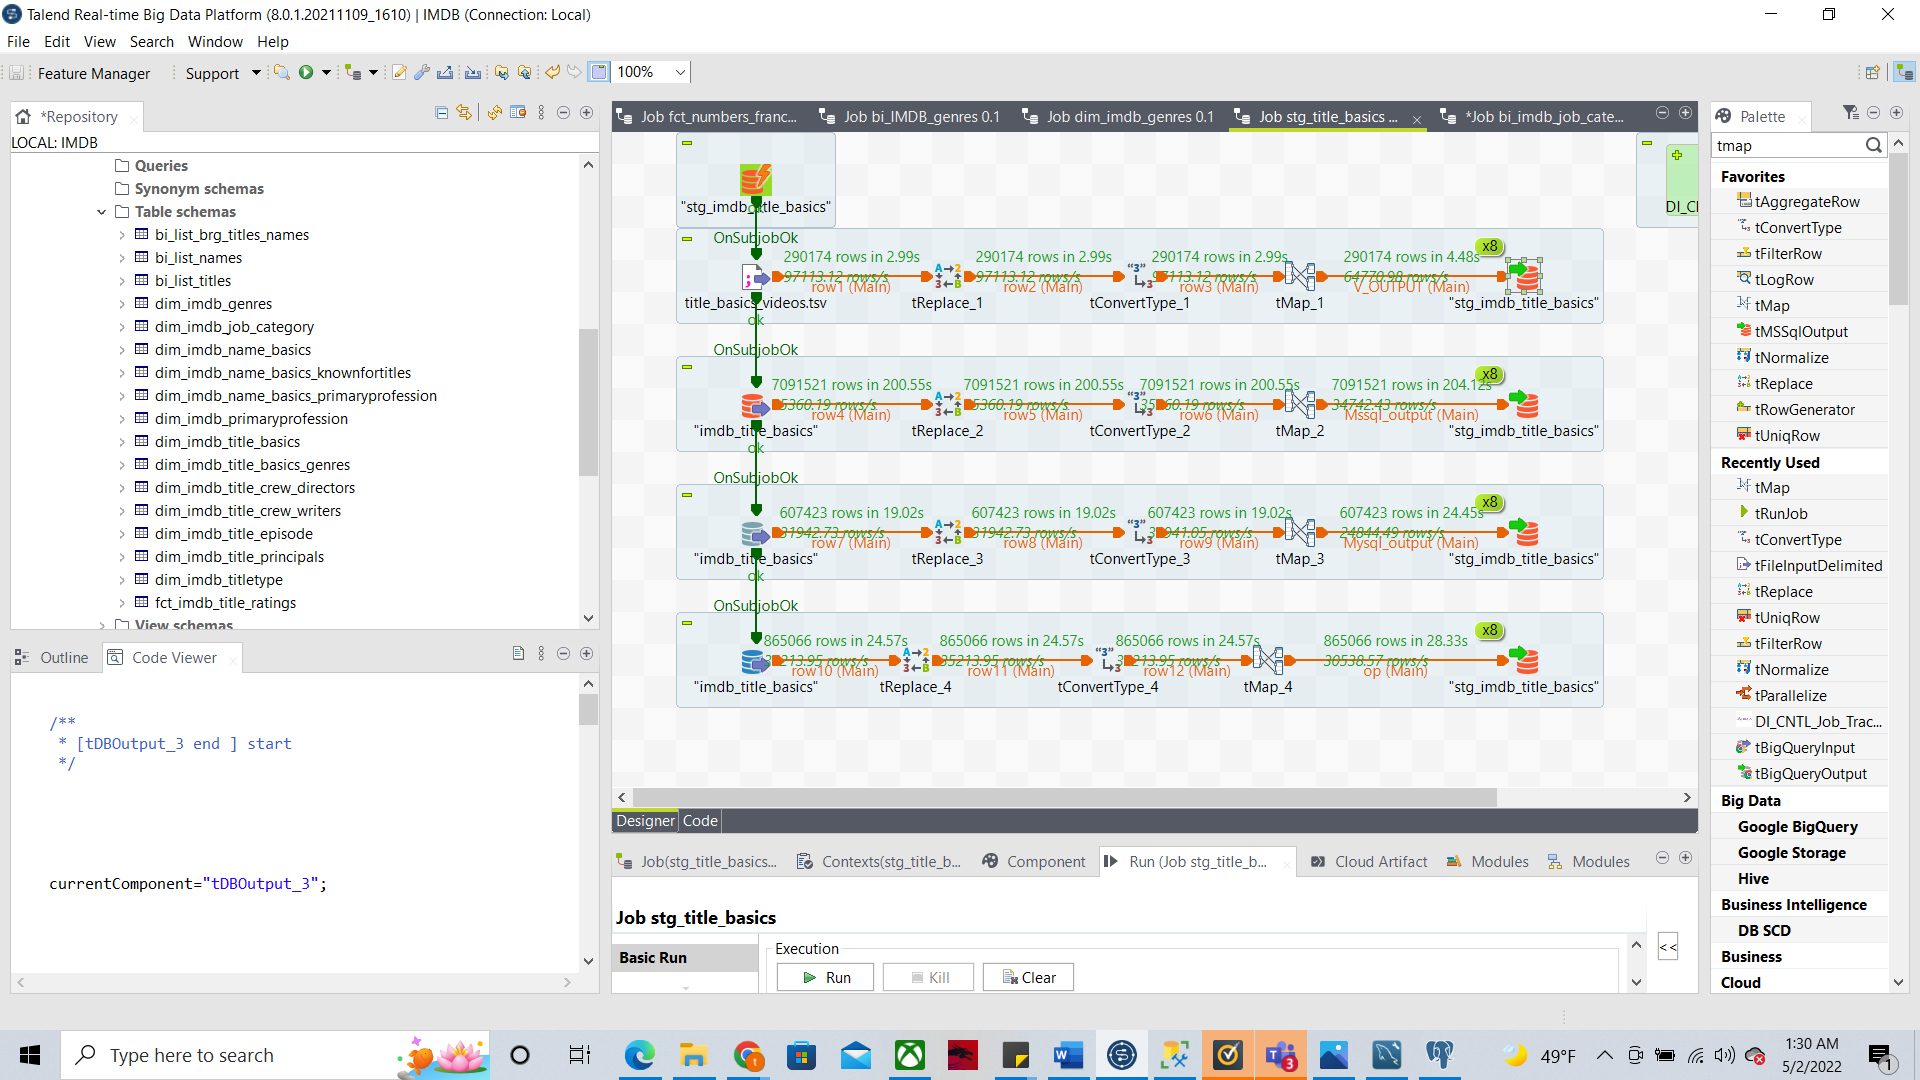 Talend Real-time Big Data Platform (8.0.1.20211109_1610) | IMDB (Connection: Local)
File Edit View Search Window Help
Feature Manager Support 100%
*Repository
LOCAL: IMDB
Queries
Synonym schemas
Table schemas
bi_list_brg_titles_names
bi_list_names
bi_list_titles
dim_imdb_genres
dim_imdb_job_category
dim_imdb_name_basics
dim_imdb_name_basics_knownfortitles
dim_imdb_name_basics_primaryprofession
dim_imdb_primaryprofession
dim_imdb_title_basics
dim_imdb_title_basics_genres
dim_imdb_title_crew_directors
dim_imdb_title_crew_writers
dim_imdb_title_episode
dim_imdb_title_principals
dim_imdb_titletype
fct_imdb_title_ratings
View schemas
Outline Code Viewer
/**
* [tDBOutput_3 end ] start
*/
currentComponent="tDBOutput_3";
Job fct_numbers_franc... Job bi_IMDB_genres 0.1 Job dim_imdb_genres 0.1 Job stg_title_basics ... *Job bi_imdb_job_cate...
"stg_imdb_title_basics"
DI_CI
OnSubjobOk
x8
290174 rows in 2.99s 290174 rows in 2.99s 290174 rows in 2.99s 290174 rows in 4.48s
97113.12 rows/s 97113.12 rows/s 97113.12 rows/s 64770.98 rows/s
row1 (Main) row2 (Main) row3 (Main) V_OUTPUT (Main)
title_basics_videos.tsv tReplace_1 tConvertType_1 tMap_1 "stg_imdb_title_basics"
ok
OnSubjobOk
x8
7091521 rows in 200.55s 7091521 rows in 200.55s 7091521 rows in 200.55s 7091521 rows in 204.12s
35360.19 rows/s 35360.19 rows/s 35360.19 rows/s 34742.43 rows/s
row4 (Main) row5 (Main) row6 (Main) Mssql_output (Main)
"imdb_title_basics" tReplace_2 tConvertType_2 tMap_2 "stg_imdb_title_basics"
ok
OnSubjobOk
x8
607423 rows in 19.02s 607423 rows in 19.02s 607423 rows in 19.02s 607423 rows in 24.45s
31942.73 rows/s 31942.73 rows/s 31941.05 rows/s 24844.49 rows/s
row7 (Main) row8 (Main) row9 (Main) Mysql_output (Main)
"imdb_title_basics" tReplace_3 tConvertType_3 tMap_3 "stg_imdb_title_basics"
ok
OnSubjobOk
x8
865066 rows in 24.57s 865066 rows in 24.57s 865066 rows in 24.57s 865066 rows in 28.33s
35213.95 rows/s 35213.95 rows/s 35213.95 rows/s 30538.57 rows/s
row10 (Main) row11 (Main) row12 (Main) op (Main)
"imdb_title_basics" tReplace_4 tConvertType_4 tMap_4 "stg_imdb_title_basics"
Designer Code
Job(stg_title_basics... Contexts(stg_title_b... Component Run (Job stg_title_b... Cloud Artifact Modules Modules
Job stg_title_basics
Basic Run
Execution
Run Kill Clear
<<
Palette
tmap
Favorites
tAggregateRow
tConvertType
tFilterRow
tLogRow
tMap
tMSSqlOutput
tNormalize
tReplace
tRowGenerator
tUniqRow
Recently Used
tMap
tRunJob
tConvertType
tFileInputDelimited
tReplace
tUniqRow
tFilterRow
tNormalize
tParallelize
DI_CNTL_Job_Trac...
tBigQueryInput
tBigQueryOutput
Big Data
Google BigQuery
Google Storage
Hive
Business Intelligence
DB SCD
Business
Cloud
Type here to search
3
49°F
1:30 AM
5/2/2022
1